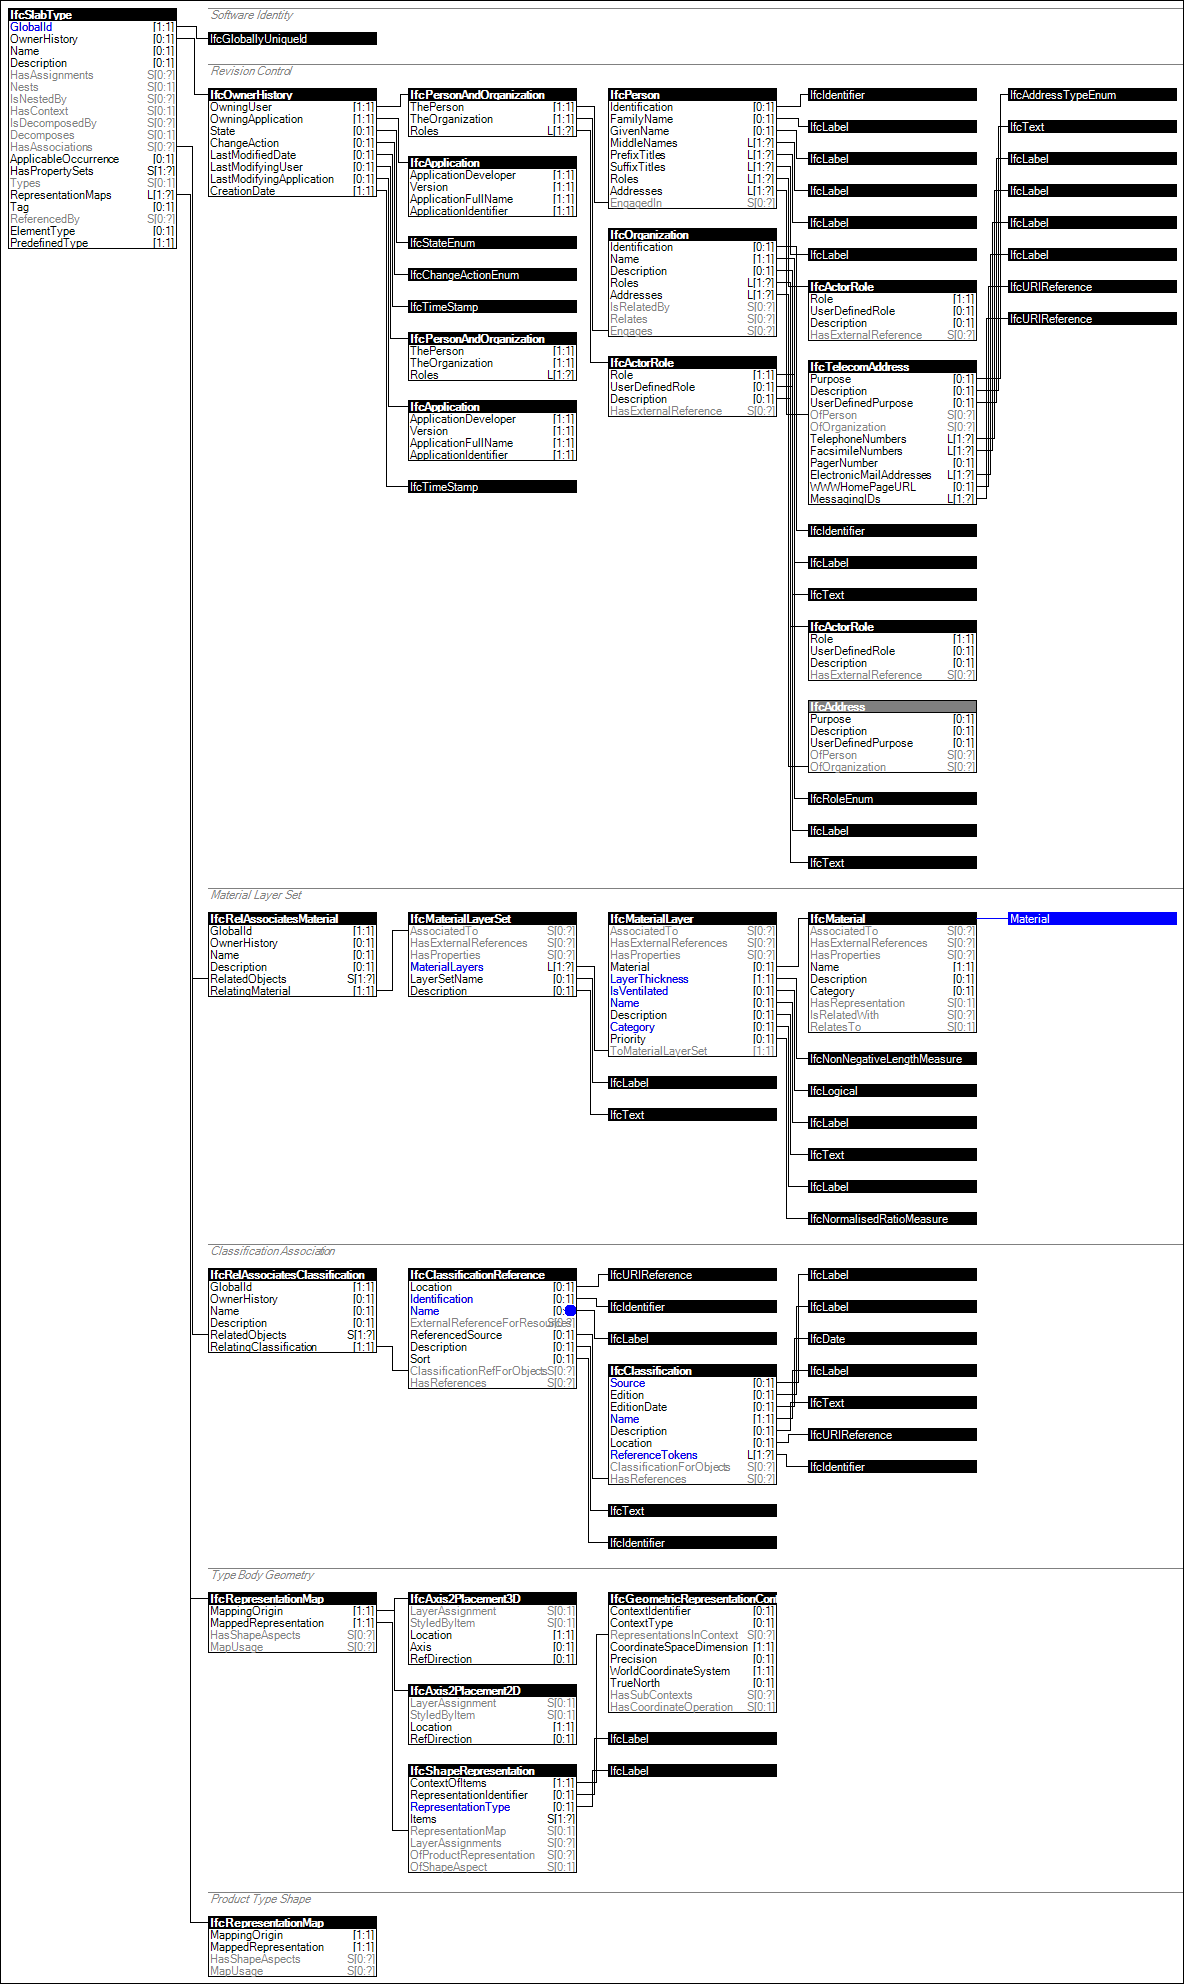 IfcSlabType
GlobalId [1:1]
OwnerHistory [0:1]
Name [0:1]
Description [0:1]
HasAssignments S[0:?]
Nests S[0:1]
IsNestedBy S[0:?]
HasContext S[0:1]
IsDecomposedBy S[0:?]
Decomposes S[0:1]
HasAssociations S[0:?]
ApplicableOccurrence [0:1]
HasPropertySets S[1:?]
Types S[0:1]
RepresentationMaps L[1:?]
Tag [0:1]
ReferencedBy S[0:?]
ElementType [0:1]
PredefinedType [1:1]
Software Identity
IfcGloballyUniqueId
Revision Control
IfcOwnerHistory
OwningUser [1:1]
OwningApplication [1:1]
State [0:1]
ChangeAction [0:1]
LastModifiedDate [0:1]
LastModifyingUser [0:1]
LastModifyingApplication [0:1]
CreationDate [1:1]
IfcPersonAndOrganization
ThePerson [1:1]
TheOrganization [1:1]
Roles L[1:?]
IfcApplication
ApplicationDeveloper [1:1]
Version [1:1]
ApplicationFullName [1:1]
ApplicationIdentifier [1:1]
IfcStateEnum
IfcChangeActionEnum
IfcTimeStamp
IfcPersonAndOrganization
ThePerson [1:1]
TheOrganization [1:1]
Roles L[1:?]
IfcApplication
ApplicationDeveloper [1:1]
Version [1:1]
ApplicationFullName [1:1]
ApplicationIdentifier [1:1]
IfcTimeStamp
IfcPerson
Identification [0:1]
FamilyName [0:1]
GivenName [0:1]
MiddleNames L[1:?]
PrefixTitles L[1:?]
SuffixTitles L[1:?]
Roles L[1:?]
Addresses L[1:?]
EngagedIn S[0:?]
IfcOrganization
Identification [0:1]
Name [1:1]
Description [0:1]
Roles L[1:?]
Addresses L[1:?]
IsRelatedBy S[0:?]
Relates S[0:?]
Engages S[0:?]
IfcActorRole
Role [1:1]
UserDefinedRole [0:1]
Description [0:1]
HasExternalReference S[0:?]
IfcIdentifier
IfcLabel
IfcLabel
IfcLabel
IfcLabel
IfcLabel
IfcActorRole
Role [1:1]
UserDefinedRole [0:1]
Description [0:1]
HasExternalReference S[0:?]
IfcTelecomAddress
Purpose [0:1]
Description [0:1]
UserDefinedPurpose [0:1]
OfPerson S[0:?]
OfOrganization S[0:?]
TelephoneNumbers L[1:?]
FacsimileNumbers L[1:?]
PagerNumber [0:1]
ElectronicMailAddresses L[1:?]
WWWHomePageURL [0:1]
MessagingIDs L[1:?]
IfcIdentifier
IfcLabel
IfcText
IfcActorRole
Role [1:1]
UserDefinedRole [0:1]
Description [0:1]
HasExternalReference S[0:?]
IfcAddress
Purpose [0:1]
Description [0:1]
UserDefinedPurpose [0:1]
OfPerson S[0:?]
OfOrganization S[0:?]
IfcRoleEnum
IfcLabel
IfcText
IfcAddressTypeEnum
IfcText
IfcLabel
IfcLabel
IfcLabel
IfcLabel
IfcURIReference
IfcURIReference
Material Layer Set
IfcRelAssociatesMaterial
GlobalId [1:1]
OwnerHistory [0:1]
Name [0:1]
Description [0:1]
RelatedObjects S[1:?]
RelatingMaterial [1:1]
IfcMaterialLayerSet
AssociatedTo S[0:?]
HasExternalReferences S[0:?]
HasProperties S[0:?]
MaterialLayers L[1:?]
LayerSetName [0:1]
Description [0:1]
IfcMaterialLayer
AssociatedTo S[0:?]
HasExternalReferences S[0:?]
HasProperties S[0:?]
Material [0:1]
LayerThickness [1:1]
IsVentilated [0:1]
Name [0:1]
Description [0:1]
Category [0:1]
Priority [0:1]
ToMaterialLayerSet [1:1]
IfcLabel
IfcText
IfcMaterial
AssociatedTo S[0:?]
HasExternalReferences S[0:?]
HasProperties S[0:?]
Name [1:1]
Description [0:1]
Category [0:1]
HasRepresentation S[0:1]
IsRelatedWith S[0:?]
RelatesTo S[0:1]
IfcNonNegativeLengthMeasure
IfcLogical
IfcLabel
IfcText
IfcLabel
IfcNormalisedRatioMeasure
Material
Classification Association
IfcRelAssociatesClassification
GlobalId [1:1]
OwnerHistory [0:1]
Name [0:1]
Description [0:1]
RelatedObjects S[1:?]
RelatingClassification [1:1]
IfcClassificationReference
Location [0:1]
Identification [0:1]
Name [0:
ExternalReferenceForResources S[0:?]
ReferencedSource [0:1]
Description [0:1]
Sort [0:1]
ClassificationRefForObjects S[0:?]
HasReferences S[0:?]
IfcURIReference
IfcIdentifier
IfcLabel
IfcClassification
Source [0:1]
Edition [0:1]
EditionDate [0:1]
Name [1:1]
Description [0:1]
Location [0:1]
ReferenceTokens L[1:?]
ClassificationForObjects S[0:?]
HasReferences S[0:?]
IfcText
IfcIdentifier
IfcLabel
IfcLabel
IfcDate
IfcLabel
IfcText
IfcURIReference
IfcIdentifier
Type Body Geometry
IfcRepresentationMap
MappingOrigin [1:1]
MappedRepresentation [1:1]
HasShapeAspects S[0:?]
MapUsage S[0:?]
IfcAxis2Placement3D
LayerAssignment S[0:1]
StyledByItem S[0:1]
Location [1:1]
Axis [0:1]
RefDirection [0:1]
IfcAxis2Placement2D
LayerAssignment S[0:1]
StyledByItem S[0:1]
Location [1:1]
RefDirection [0:1]
IfcShapeRepresentation
ContextOfItems [1:1]
RepresentationIdentifier [0:1]
RepresentationType [0:1]
Items S[1:?]
RepresentationMap S[0:1]
LayerAssignments S[0:?]
OfProductRepresentation S[0:?]
OfShapeAspect S[0:1]
IfcGeometricRepresentationCont
ContextIdentifier [0:1]
ContextType [0:1]
RepresentationsInContext S[0:?]
CoordinateSpaceDimension [1:1]
Precision [0:1]
WorldCoordinateSystem [1:1]
TrueNorth [0:1]
HasSubContexts S[0:?]
HasCoordinateOperation S[0:1]
IfcLabel
IfcLabel
Product Type Shape
IfcRepresentationMap
MappingOrigin [1:1]
MappedRepresentation [1:1]
HasShapeAspects S[0:?]
MapUsage S[0:?]